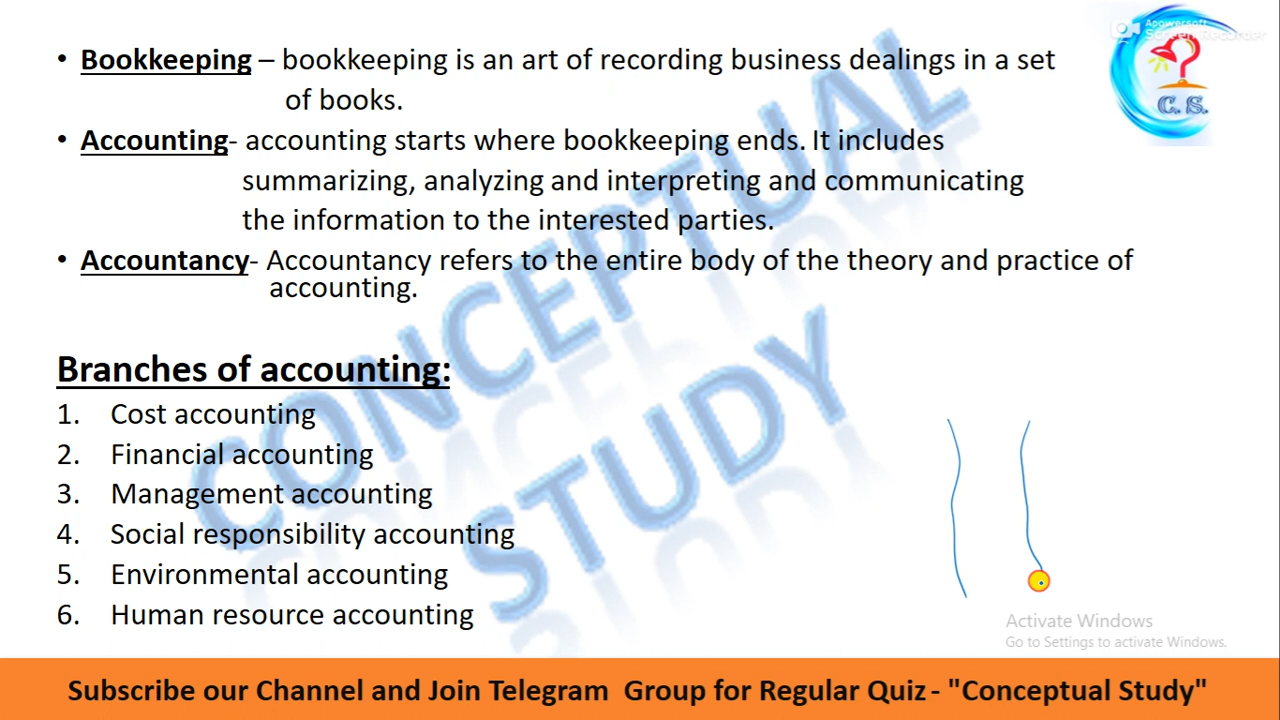 • Bookkeeping – bookkeeping is an art of recording business dealings in a set
of books.
• Accounting- accounting starts where bookkeeping ends. It includes
summarizing, analyzing and interpreting and communicating
the information to the interested parties.
• Accountancy- Accountancy refers to the entire body of the theory and practice of
accounting.
Apowersoft
Screen Recorder
C. S.
CONCEPTUAL
STUDY
Branches of accounting:
1. Cost accounting
2. Financial accounting
3. Management accounting
4. Social responsibility accounting
5. Environmental accounting
6. Human resource accounting
Activate Windows
Go to Settings to activate Windows.
Subscribe our Channel and Join Telegram Group for Regular Quiz - "Conceptual Study"